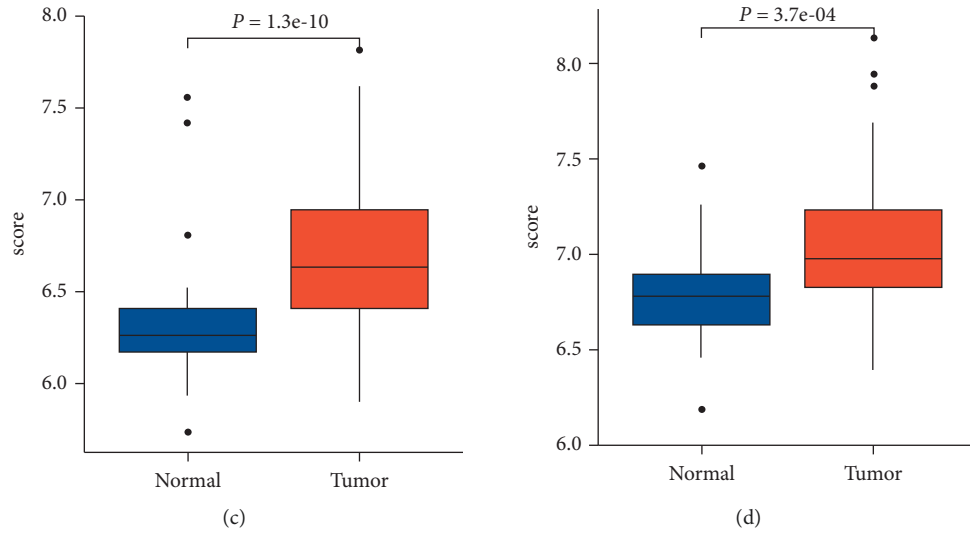 P = 1.3e-10
8.0
7.5
7.0
6.5
6.0
score
Normal Tumor
(c)
P = 3.7e-04
8.0
7.5
7.0
6.5
6.0
score
Normal Tumor
(d)